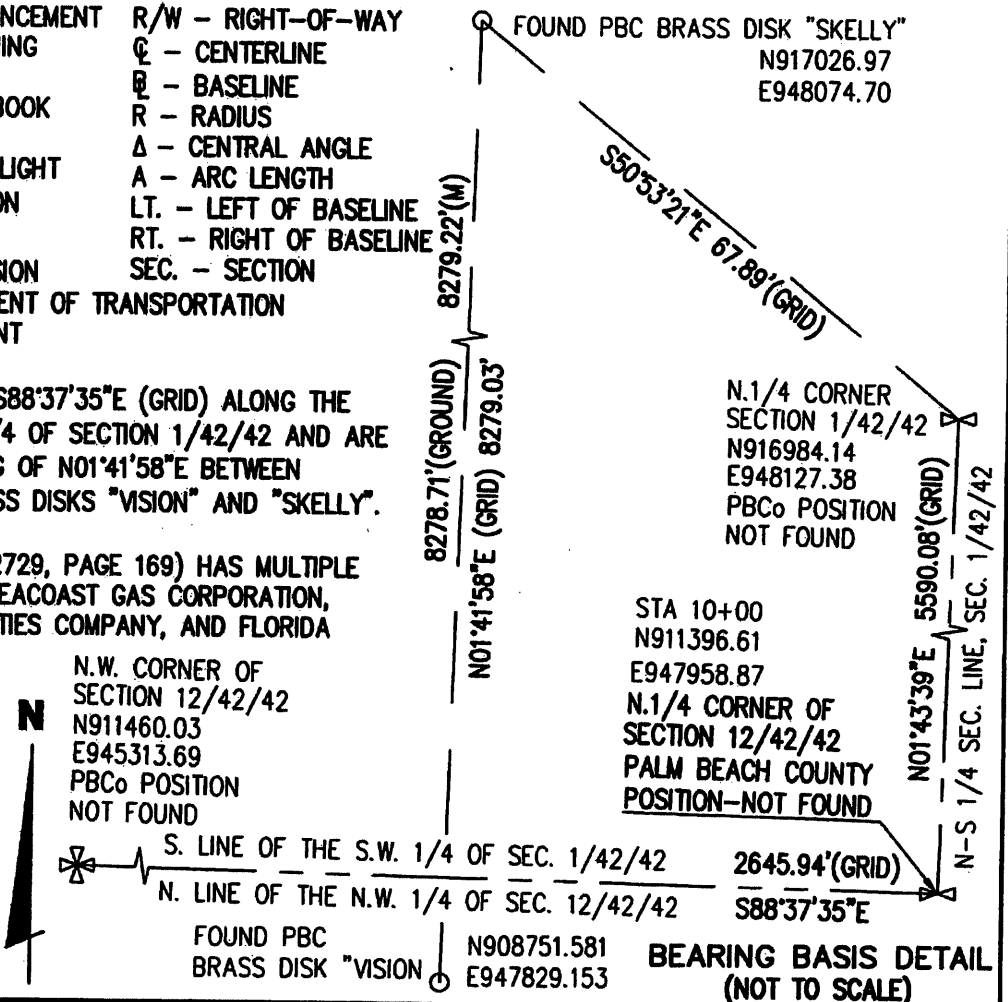 NCEMENT R/W – RIGHT–OF–WAY
ING ℄ – CENTERLINE
– BASELINE
BOOK R – RADIUS
Δ – CENTRAL ANGLE
LIGHT A – ARC LENGTH
ON LT. – LEFT OF BASELINE
RT. – RIGHT OF BASELINE
SION SEC. – SECTION
ENT OF TRANSPORTATION
NT
S88°37'35"E (GRID) ALONG THE
/4 OF SECTION 1/42/42 AND ARE
G OF N01°41'58"E BETWEEN
SS DISKS "VISION" AND "SKELLY".
2729, PAGE 169) HAS MULTIPLE
EACOAST GAS CORPORATION,
TIES COMPANY, AND FLORIDA
FOUND PBC BRASS DISK "SKELLY"
N917026.97
E948074.70
8279.22'(M)
8278.71'(GROUND)
N01°41'58"E (GRID) 8279.03'
S50°53'21"E 67.89'(GRID)
N.1/4 CORNER
SECTION 1/42/42
N916984.14
E948127.38
PBCo POSITION
NOT FOUND
N01°43'39"E 5590.08'(GRID)
N–S 1/4 SEC. LINE, SEC. 1/42/42
STA 10+00
N911396.61
E947958.87
N.1/4 CORNER OF
SECTION 12/42/42
PALM BEACH COUNTY
POSITION–NOT FOUND
N
N.W. CORNER OF
SECTION 12/42/42
N911460.03
E945313.69
PBCo POSITION
NOT FOUND
S. LINE OF THE S.W. 1/4 OF SEC. 1/42/42
2645.94'(GRID)
N. LINE OF THE N.W. 1/4 OF SEC. 12/42/42
S88°37'35"E
FOUND PBC
BRASS DISK "VISION
N908751.581
E947829.153
BEARING BASIS DETAIL
(NOT TO SCALE)